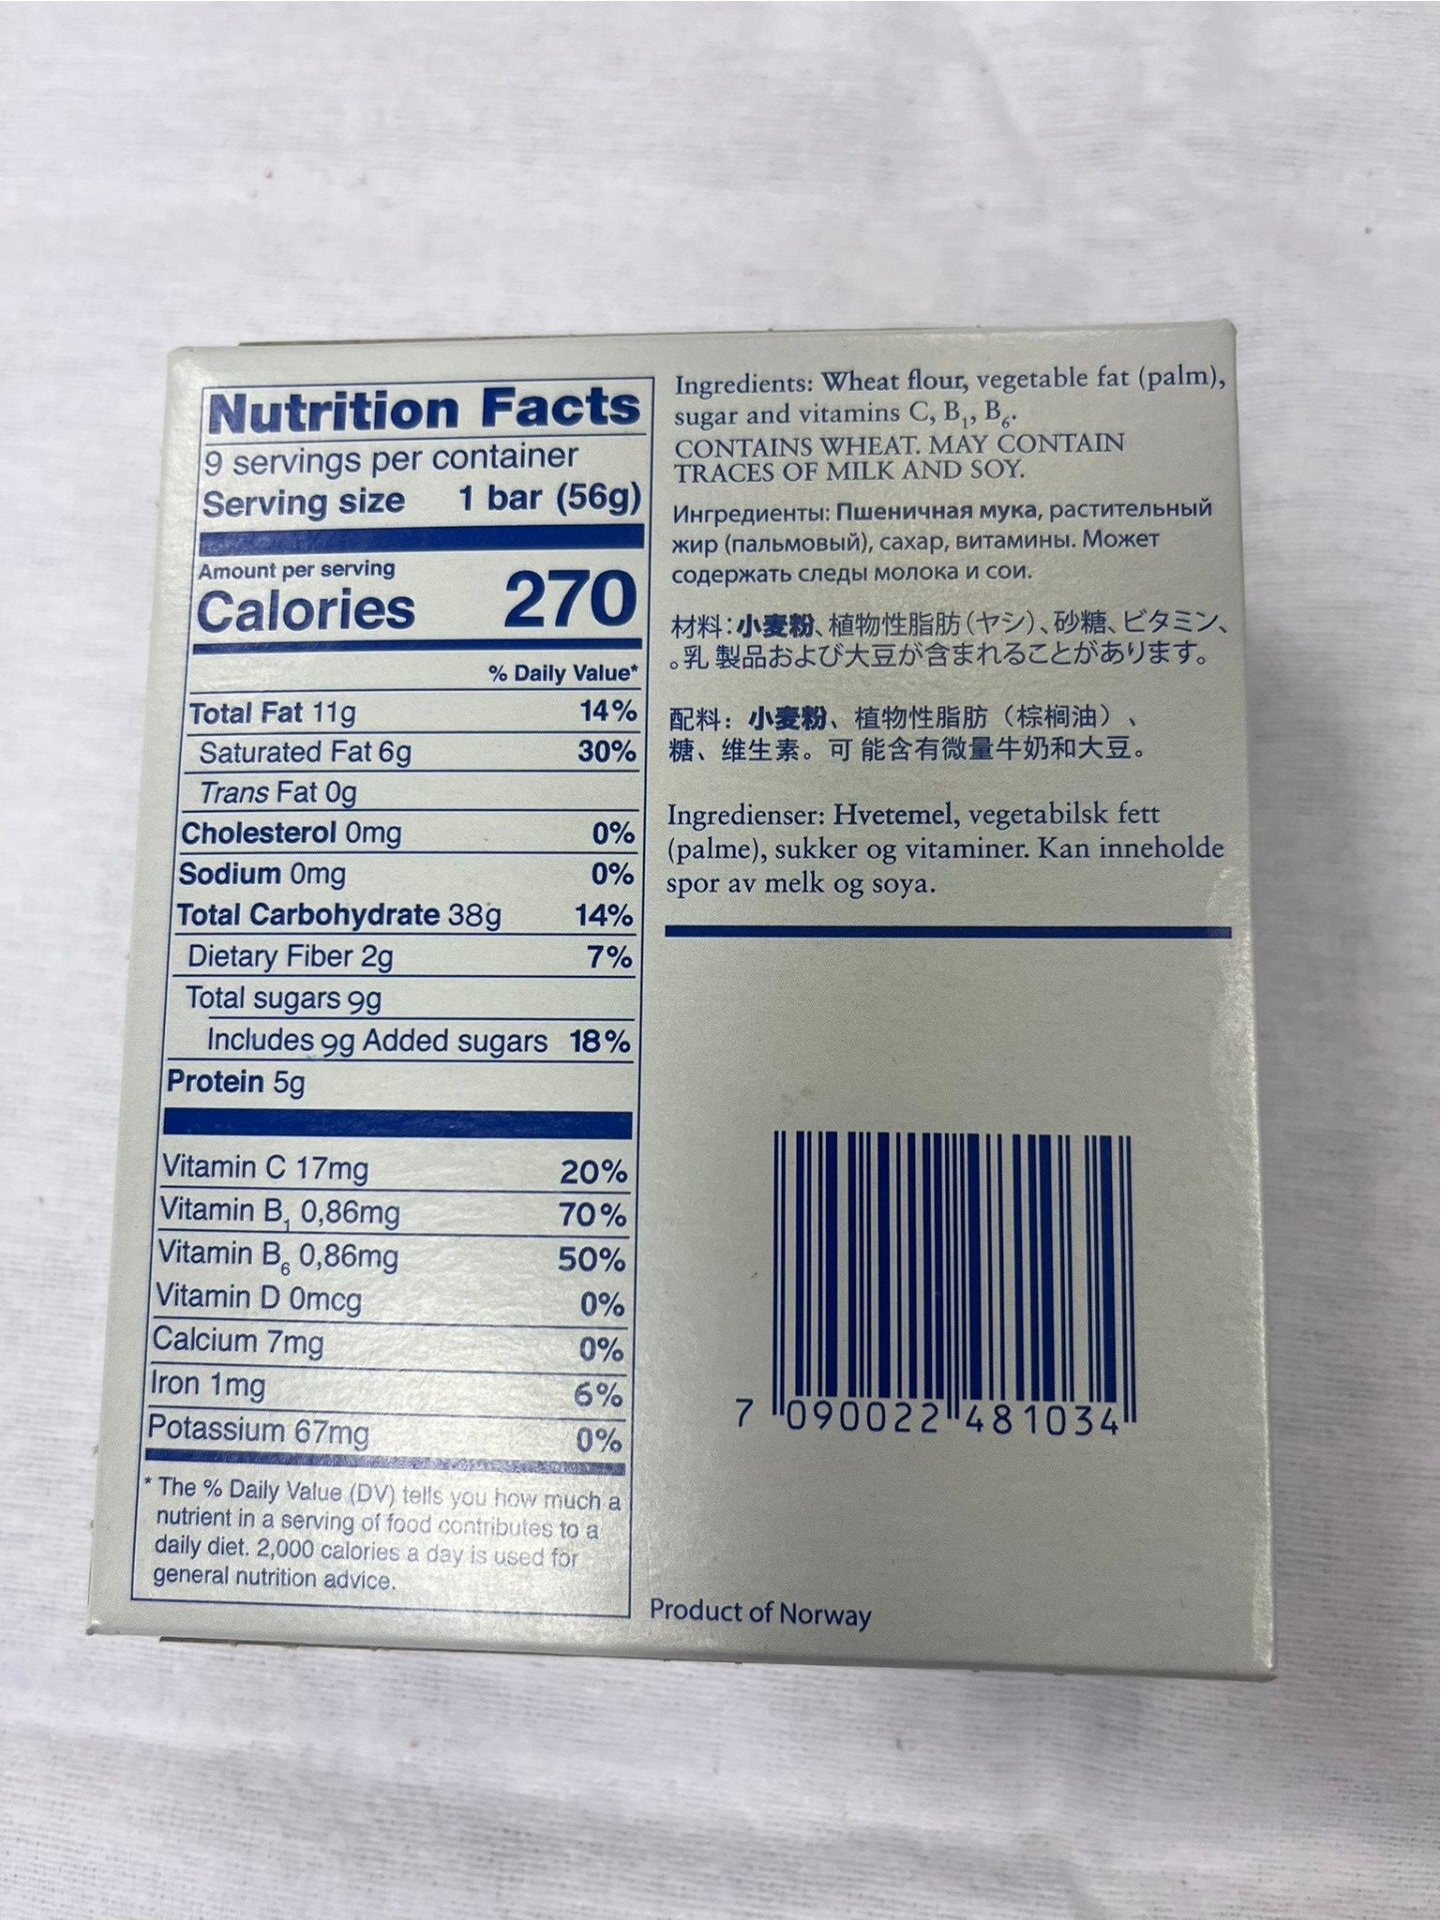 Nutrition Facts
9 servings per container
Serving size 1 bar (56g)
Amount per serving
Calories 270
% Daily Value*
Total Fat 11g 14%
Saturated Fat 6g 30%
Trans Fat 0g
Cholesterol 0mg 0%
Sodium 0mg 0%
Total Carbohydrate 38g 14%
Dietary Fiber 2g 7%
Total sugars 9g
Includes 9g Added sugars 18%
Protein 5g
Vitamin C 17mg 20%
Vitamin B₁ 0,86mg 70%
Vitamin B₆ 0,86mg 50%
Vitamin D 0mcg 0%
Calcium 7mg 0%
Iron 1mg 6%
Potassium 67mg 0%
* The % Daily Value (DV) tells you how much a
nutrient in a serving of food contributes to a
daily diet. 2,000 calories a day is used for
general nutrition advice.
Ingredients: Wheat flour, vegetable fat (palm),
sugar and vitamins C, B₁, B₆.
CONTAINS WHEAT. MAY CONTAIN
TRACES OF MILK AND SOY.
Ингредиенты: Пшеничная мука, растительный
жир (пальмовый), сахар, витамины. Может
содержать следы молока и сои.
材料:小麦粉、植物性脂肪(ヤシ)、砂糖、ビタミン、
。乳 製品および大豆が含まれることがあります。
配料：小麦粉、植物性脂肪（棕榈油）、
糖、维生素。可 能含有微量牛奶和大豆。
Ingredienser: Hvetemel, vegetabilsk fett
(palme), sukker og vitaminer. Kan inneholde
spor av melk og soya.
7 090022 481034
Product of Norway